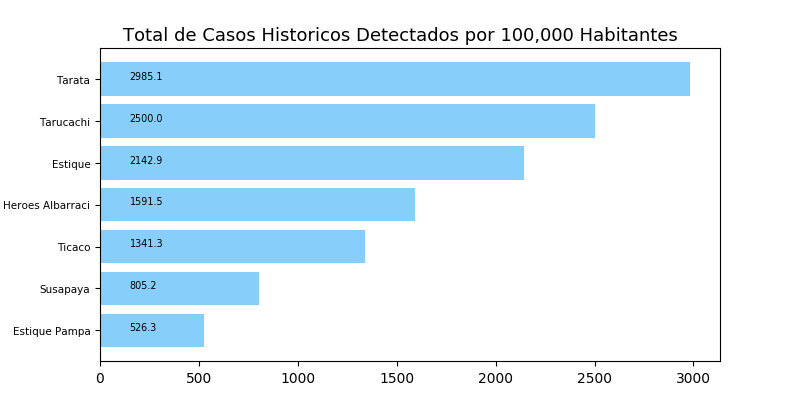 Total de Casos Historicos Detectados por 100,000 Habitantes
Tarata 2985.1
Tarucachi 2500.0
Estique 2142.9
Heroes Albarraci 1591.5
Ticaco 1341.3
Susapaya 805.2
Estique Pampa 526.3
0 500 1000 1500 2000 2500 3000